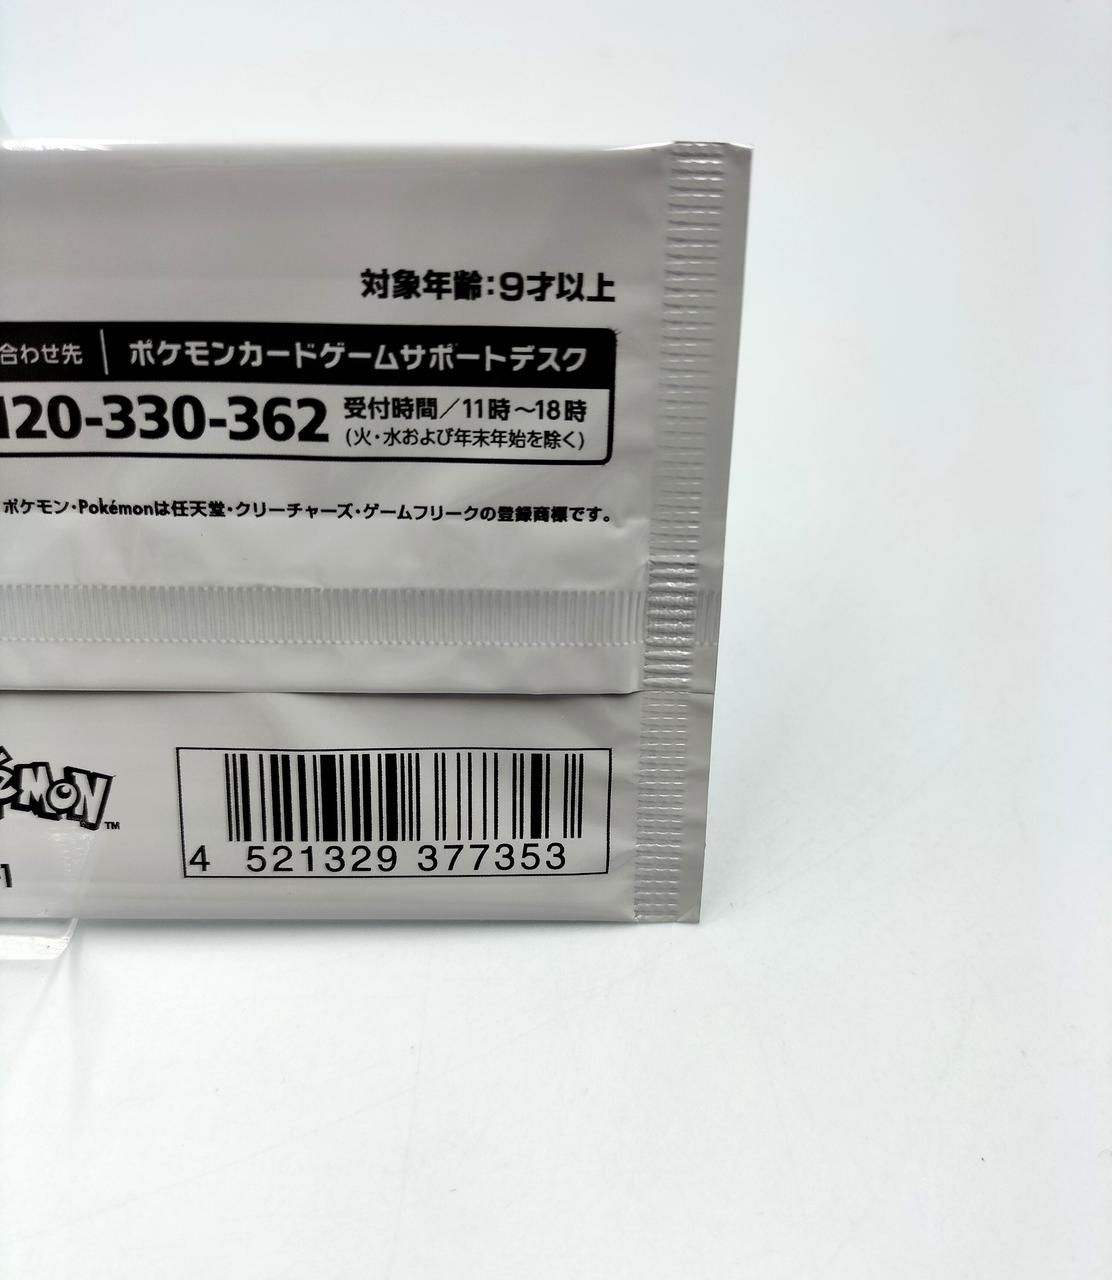 対象年齢:9才以上
合わせ先 ポケモンカードゲームサポートデスク
120-330-362 受付時間/11時~18時
(火・水および年末年始を除く)
ポケモン・Pokémonは任天堂・クリーチャーズ・ゲームフリークの登録商標です。
éMON™
-1
4 521329 377353